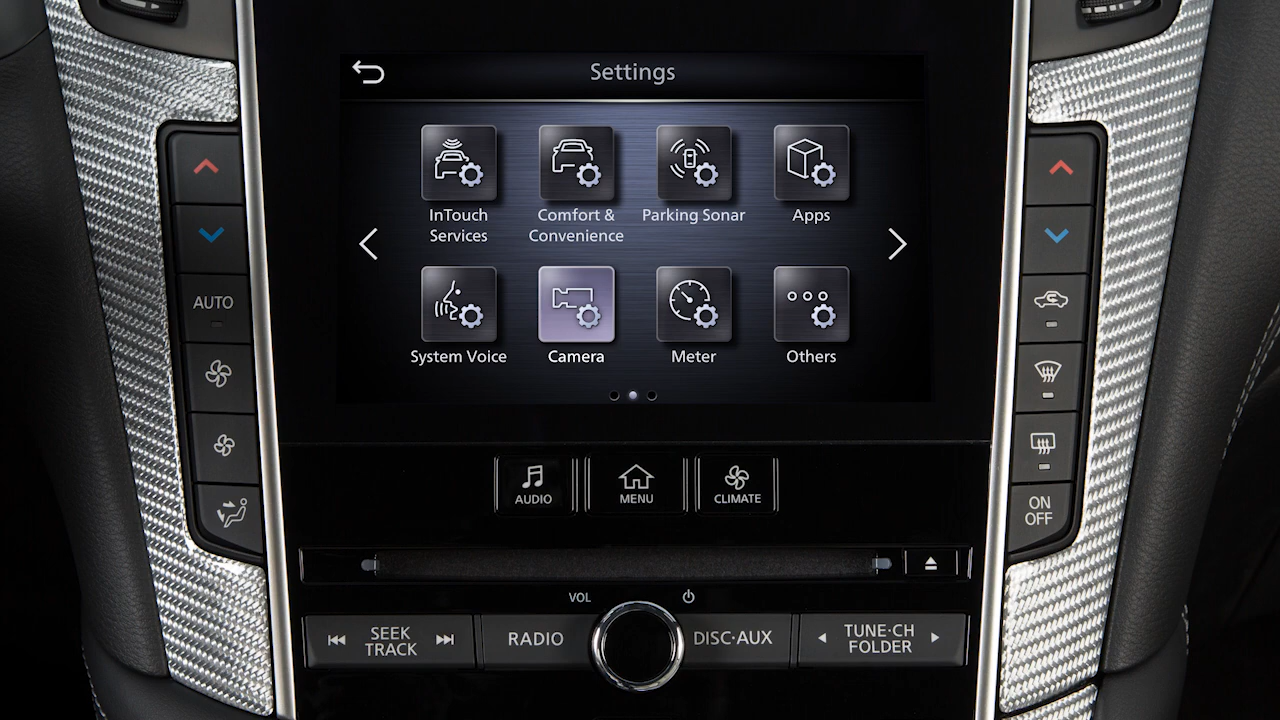 Settings
InTouch
Services
Comfort &
Convenience
Parking Sonar
Apps
System Voice
Camera
Meter
Others
AUTO
ON
OFF
AUDIO
MENU
CLIMATE
VOL
SEEK
TRACK
RADIO
DISC·AUX
TUNE·CH
FOLDER